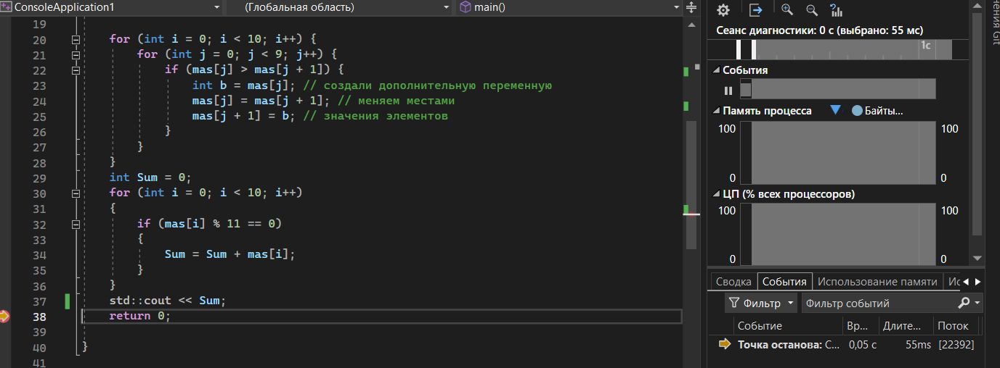 ConsoleApplication1 (Глобальная область) main()
19
20 for (int i = 0; i < 10; i++) {
21 for (int j = 0; j < 9; j++) {
22 if (mas[j] > mas[j + 1]) {
23 int b = mas[j]; // создали дополнительную переменную
24 mas[j] = mas[j + 1]; // меняем местами
25 mas[j + 1] = b; // значения элементов
26 }
27 }
28 }
29 int Sum = 0;
30 for (int i = 0; i < 10; i++)
31 {
32 if (mas[i] % 11 == 0)
33 {
34 Sum = Sum + mas[i];
35 }
36 }
37 std::cout << Sum;
38 return 0;
39
40 }
41
Сеанс диагностики: 0 с (выбрано: 55 мс)
1с
События
Память процесса Байты...
100 100
0 0
ЦП (% всех процессоров)
100 100
0 0
Сводка События Использование памяти Ис
Фильтр Фильтр событий
Событие Вр... Длите... Поток
Точка останова: С... 0,05 с 55ms [22392]
нения Git